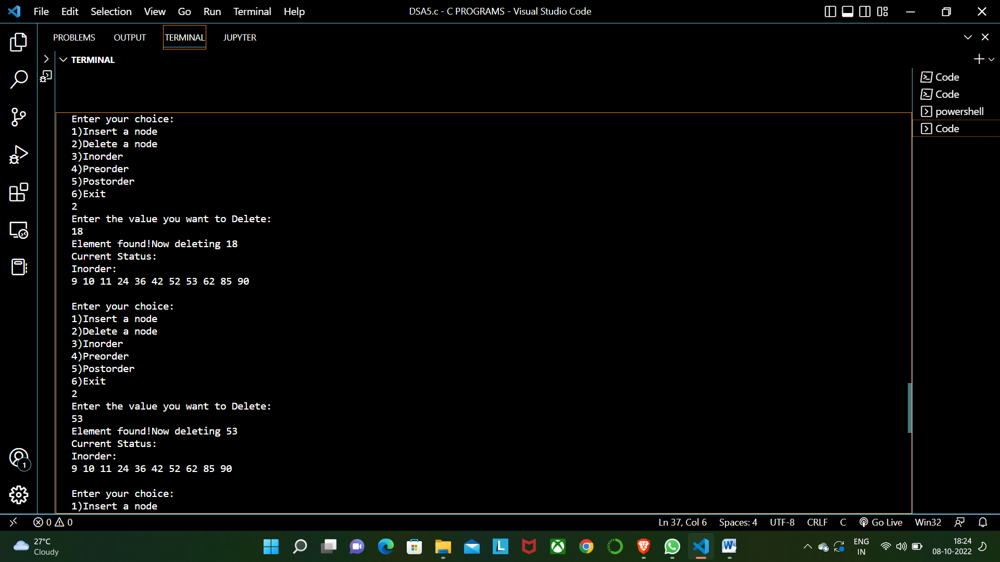 File Edit Selection View Go Run Terminal Help
DSA5.c - C PROGRAMS - Visual Studio Code
PROBLEMS OUTPUT TERMINAL JUPYTER
TERMINAL
Code
Code
powershell
Code
Enter your choice:
1)Insert a node
2)Delete a node
3)Inorder
4)Preorder
5)Postorder
6)Exit
2
Enter the value you want to Delete:
18
Element found!Now deleting 18
Current Status:
Inorder:
9 10 11 24 36 42 52 53 62 85 90
Enter your choice:
1)Insert a node
2)Delete a node
3)Inorder
4)Preorder
5)Postorder
6)Exit
2
Enter the value you want to Delete:
53
Element found!Now deleting 53
Current Status:
Inorder:
9 10 11 24 36 42 52 62 85 90
Enter your choice:
1)Insert a node
1
0 0 Ln 37, Col 6 Spaces: 4 UTF-8 CRLF C Go Live Win32
27°C
Cloudy
L
W
ENG
IN
18:24
08-10-2022